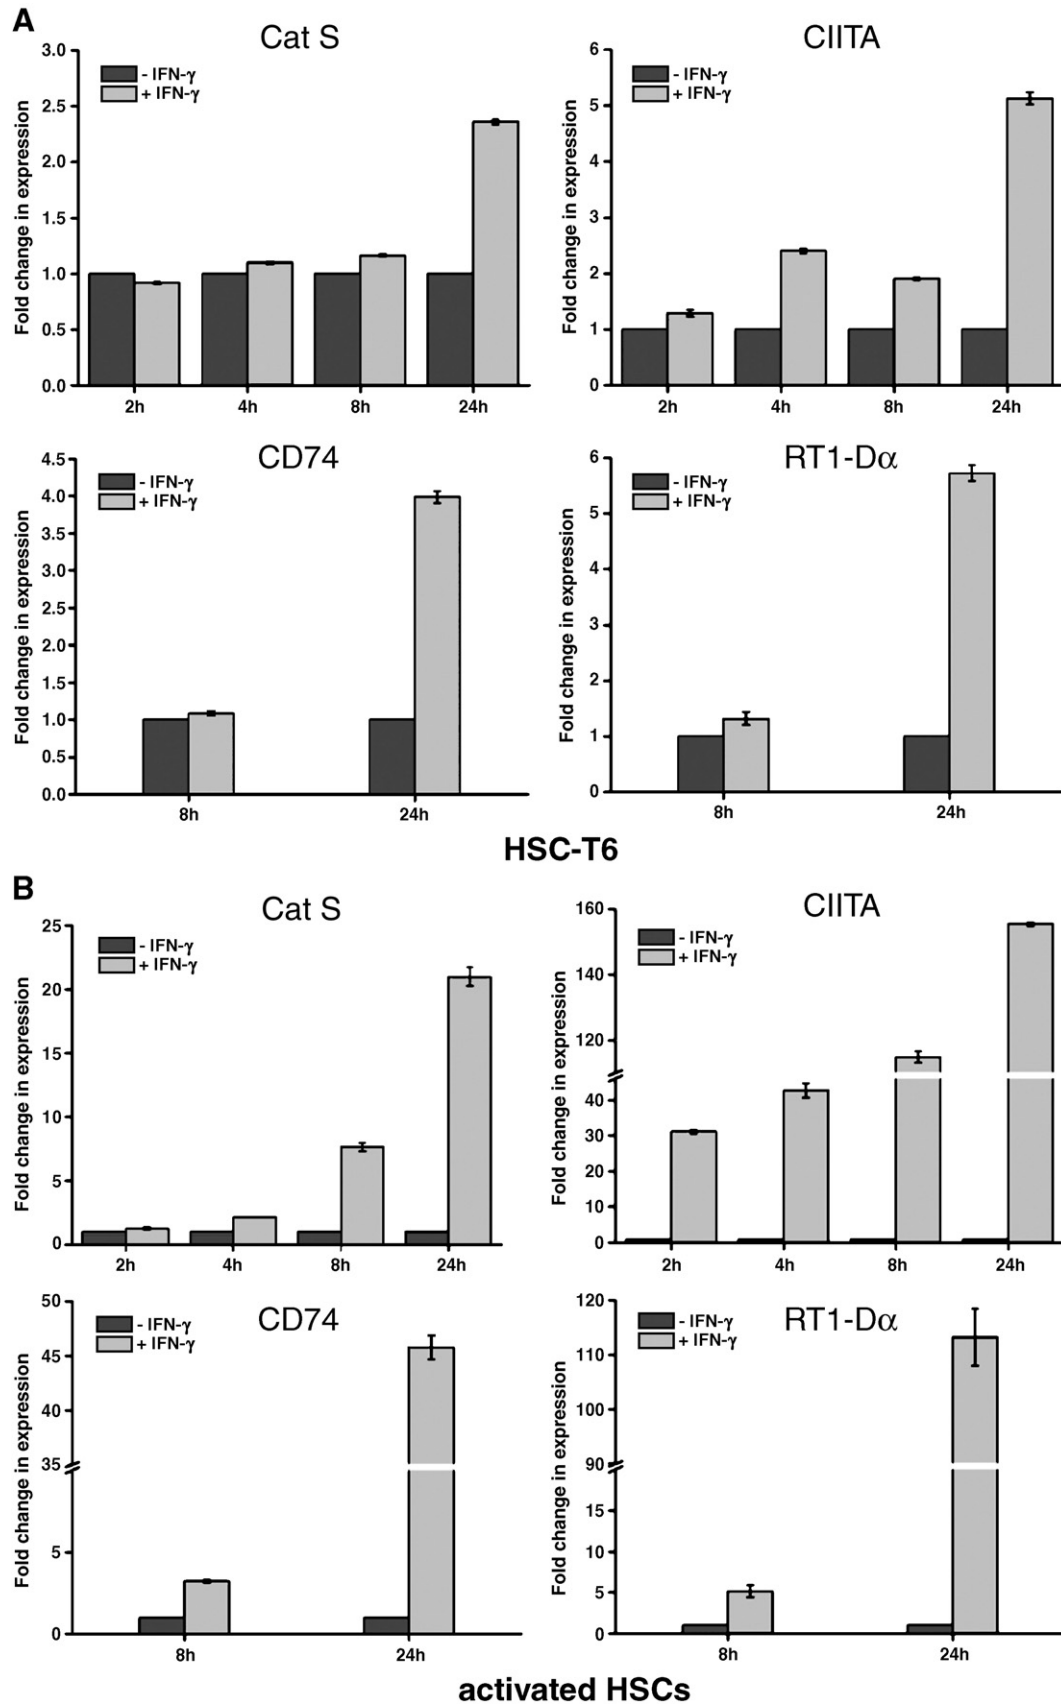 A
Cat S
- IFN-γ
+ IFN-γ
Fold change in expression
3.0
2.5
2.0
1.5
1.0
0.5
0.0
2h 4h 8h 24h
CIITA
- IFN-γ
+ IFN-γ
Fold change in expression
6
5
4
3
2
1
0
2h 4h 8h 24h
CD74
- IFN-γ
+ IFN-γ
Fold change in expression
4.5
4.0
3.5
3.0
2.5
2.0
1.5
1.0
0.5
0.0
8h 24h
RT1-Dα
- IFN-γ
+ IFN-γ
Fold change in expression
6
5
4
3
2
1
0
8h 24h
HSC-T6
B
Cat S
- IFN-γ
+ IFN-γ
Fold change in expression
25
20
15
10
5
0
2h 4h 8h 24h
CIITA
- IFN-γ
+ IFN-γ
Fold change in expression
160
140
120
40
30
20
10
0
2h 4h 8h 24h
CD74
- IFN-γ
+ IFN-γ
Fold change in expression
50
45
40
35
5
0
8h 24h
RT1-Dα
- IFN-γ
+ IFN-γ
Fold change in expression
120
110
100
90
15
10
5
0
8h 24h
activated HSCs